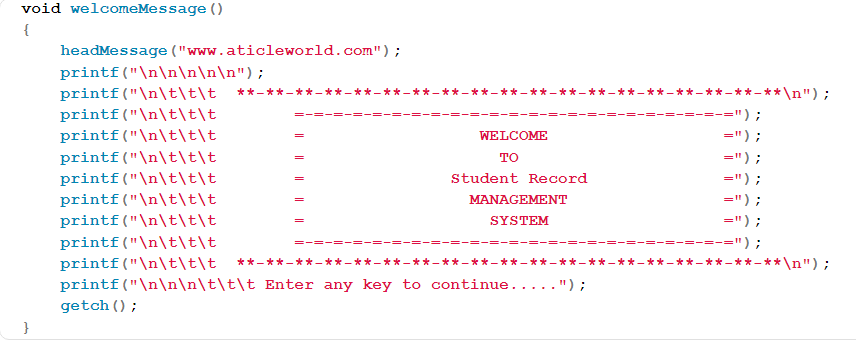 void welcomeMessage()
{
    headMessage("www.aticleworld.com");
    printf("\n\n\n\n\n");
    printf("\n\t\t\t  **-**-**-**-**-**-**-**-**-**-**-**-**-**-**-**-**-**-**\n");
    printf("\n\t\t\t        =-=-=-=-=-=-=-=-=-=-=-=-=-=-=-=-=-=-=-=-=-=-=");
    printf("\n\t\t\t        =                  WELCOME                  =");
    printf("\n\t\t\t        =                    TO                     =");
    printf("\n\t\t\t        =               Student Record              =");
    printf("\n\t\t\t        =                 MANAGEMENT                =");
    printf("\n\t\t\t        =                   SYSTEM                  =");
    printf("\n\t\t\t        =-=-=-=-=-=-=-=-=-=-=-=-=-=-=-=-=-=-=-=-=-=-=");
    printf("\n\t\t\t  **-**-**-**-**-**-**-**-**-**-**-**-**-**-**-**-**-**-**\n");
    printf("\n\n\n\t\t\t Enter any key to continue.....");
    getch();
}